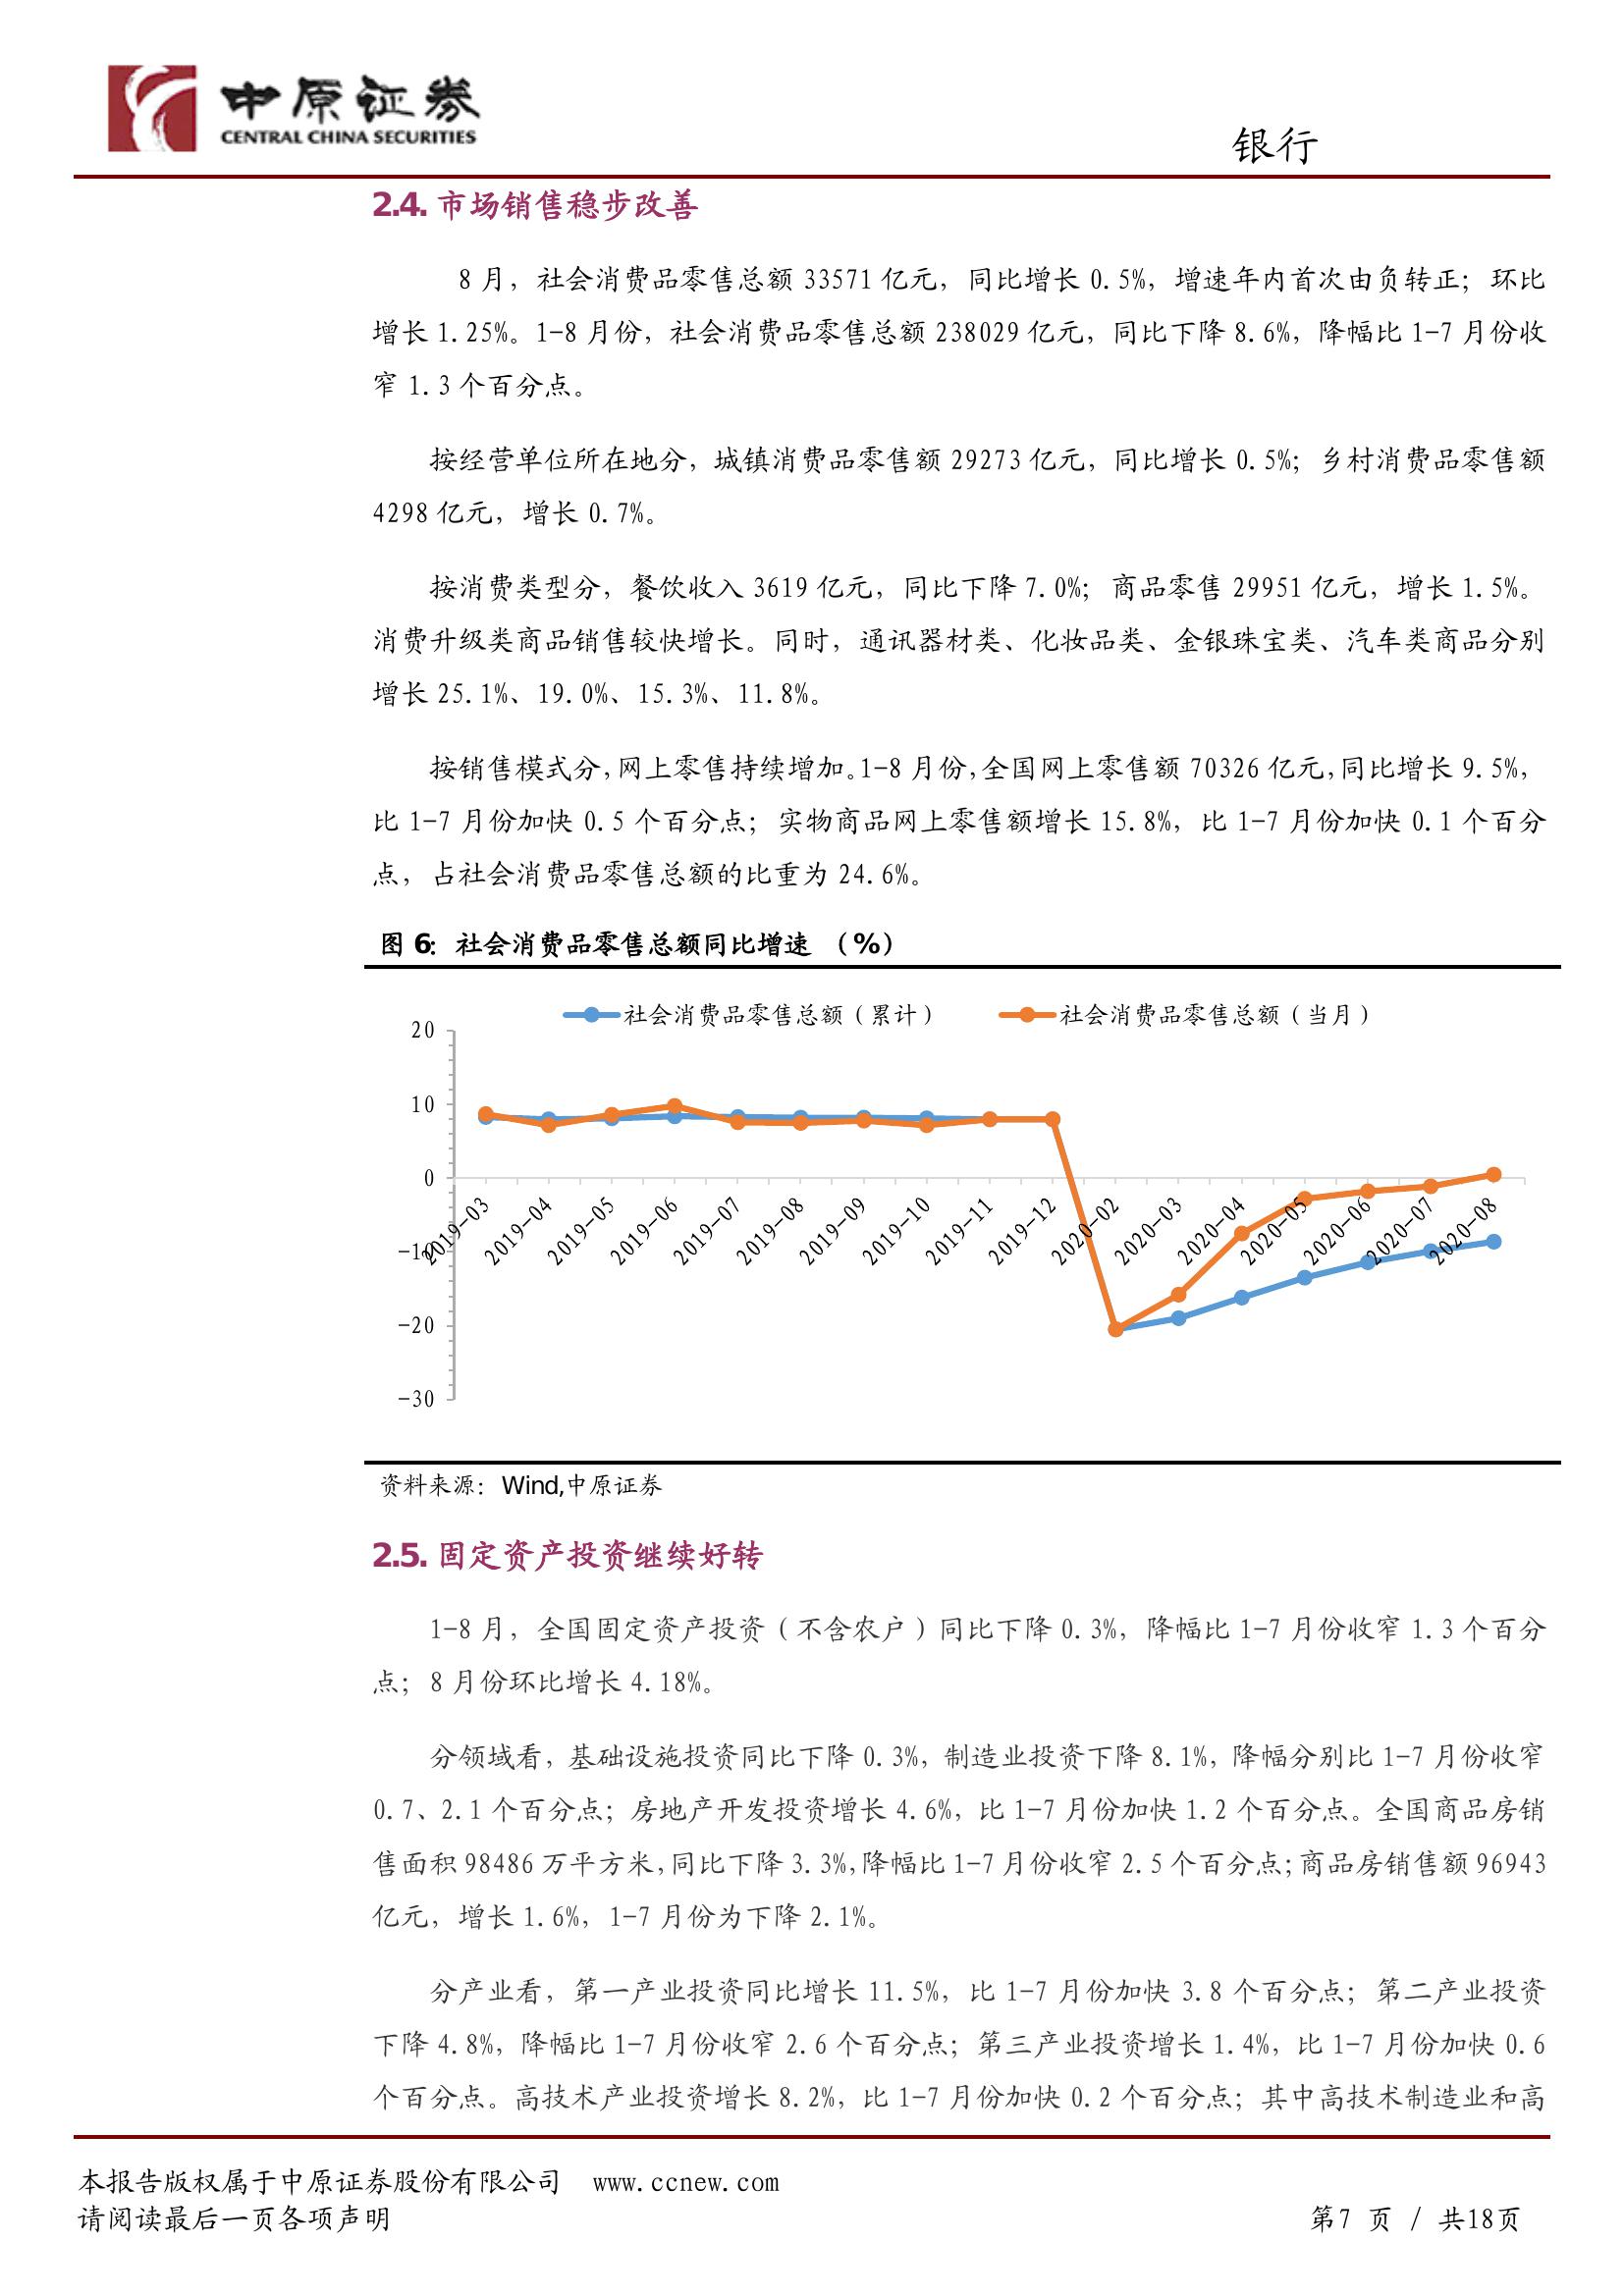 中原证券
CENTRAL CHINA SECURITIES
银行
2.4. 市场销售稳步改善
8 月，社会消费品零售总额 33571 亿元，同比增长 0.5%，增速年内首次由负转正；环比
增长 1.25%。1-8 月份，社会消费品零售总额 238029 亿元，同比下降 8.6%，降幅比 1-7 月份收
窄 1.3 个百分点。
按经营单位所在地分，城镇消费品零售额 29273 亿元，同比增长 0.5%；乡村消费品零售额
4298 亿元，增长 0.7%。
按消费类型分，餐饮收入 3619 亿元，同比下降 7.0%；商品零售 29951 亿元，增长 1.5%。
消费升级类商品销售较快增长。同时，通讯器材类、化妆品类、金银珠宝类、汽车类商品分别
增长 25.1%、19.0%、15.3%、11.8%。
按销售模式分，网上零售持续增加。1-8 月份，全国网上零售额 70326 亿元，同比增长 9.5%，
比 1-7 月份加快 0.5 个百分点；实物商品网上零售额增长 15.8%，比 1-7 月份加快 0.1 个百分
点，占社会消费品零售总额的比重为 24.6%。
图 6：社会消费品零售总额同比增速 （%）
社会消费品零售总额（累计） 社会消费品零售总额（当月）
20
10
0
-10
-20
-30
2019-03 2019-04 2019-05 2019-06 2019-07 2019-08 2019-09 2019-10 2019-11 2019-12 2020-02 2020-03 2020-04 2020-05 2020-06 2020-07 2020-08
资料来源：Wind,中原证券
2.5. 固定资产投资继续好转
1-8 月，全国固定资产投资（不含农户）同比下降 0.3%，降幅比 1-7 月份收窄 1.3 个百分
点；8 月份环比增长 4.18%。
分领域看，基础设施投资同比下降 0.3%，制造业投资下降 8.1%，降幅分别比 1-7 月份收窄
0.7、2.1 个百分点；房地产开发投资增长 4.6%，比 1-7 月份加快 1.2 个百分点。全国商品房销
售面积 98486 万平方米，同比下降 3.3%，降幅比 1-7 月份收窄 2.5 个百分点；商品房销售额 96943
亿元，增长 1.6%，1-7 月份为下降 2.1%。
分产业看，第一产业投资同比增长 11.5%，比 1-7 月份加快 3.8 个百分点；第二产业投资
下降 4.8%，降幅比 1-7 月份收窄 2.6 个百分点；第三产业投资增长 1.4%，比 1-7 月份加快 0.6
个百分点。高技术产业投资增长 8.2%，比 1-7 月份加快 0.2 个百分点；其中高技术制造业和高
本报告版权属于中原证券股份有限公司 www.ccnew.com
请阅读最后一页各项声明
第7 页 / 共18页